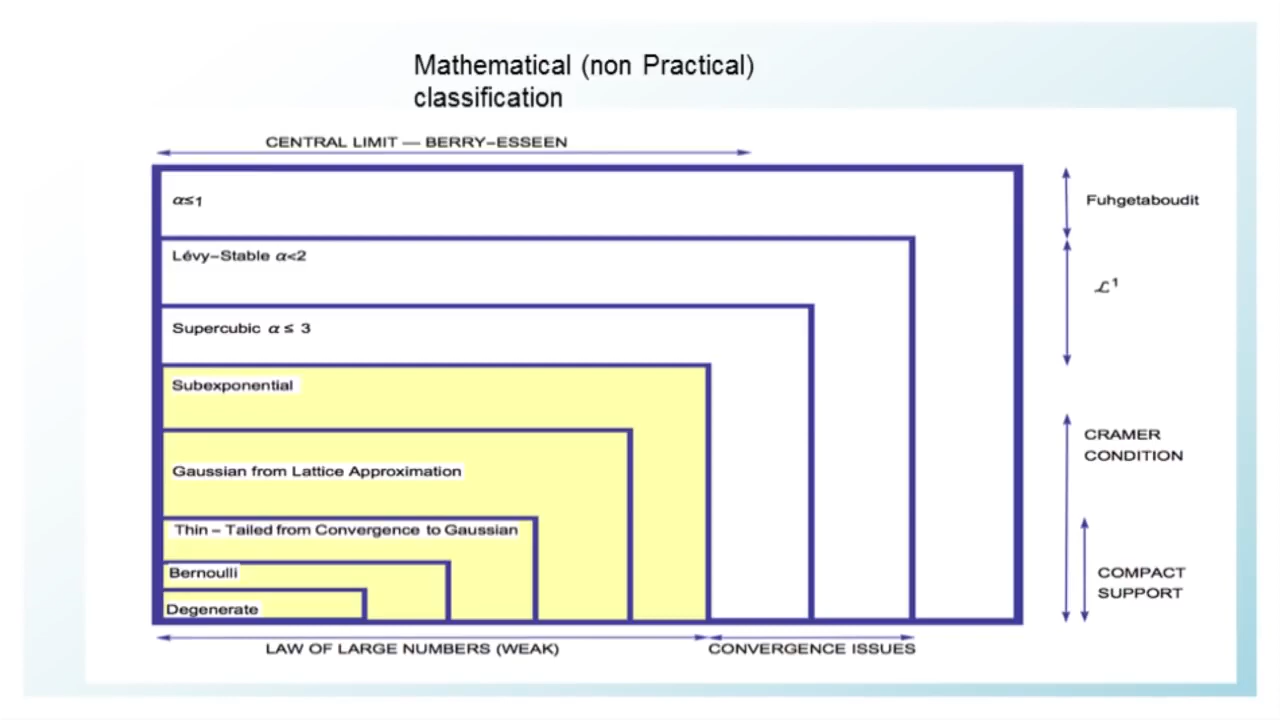 Mathematical (non Practical)
classification
CENTRAL LIMIT — BERRY–ESSEEN
α≤1
Fuhgetaboudit
Lévy–Stable α<2
ℒ¹
Supercubic α ≤ 3
Subexponential
CRAMER
CONDITION
Gaussian from Lattice Approximation
Thin – Tailed from Convergence to Gaussian
Bernoulli
COMPACT
SUPPORT
Degenerate
LAW OF LARGE NUMBERS (WEAK)
CONVERGENCE ISSUES